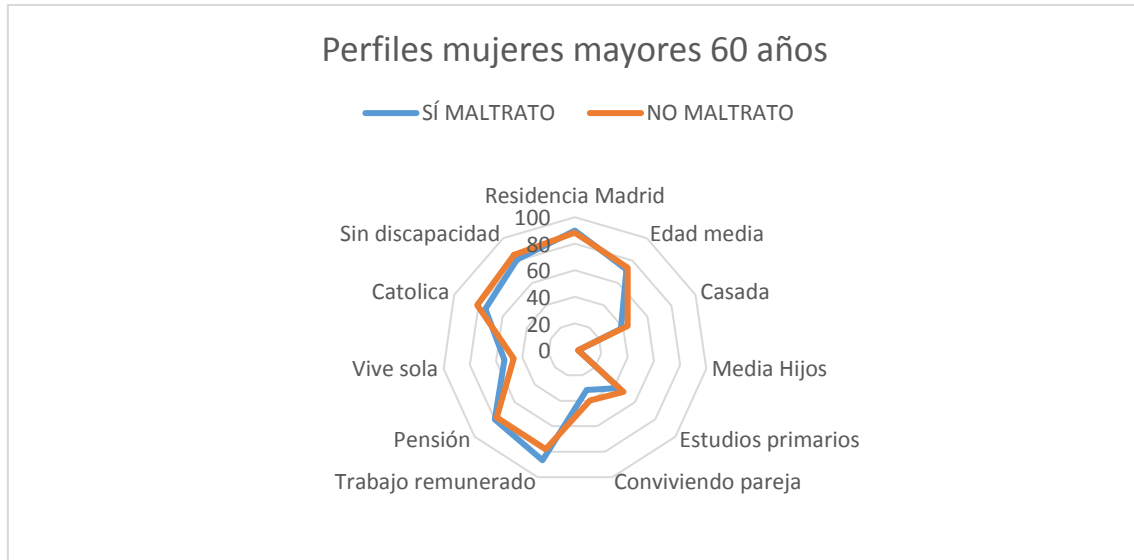 Perfiles mujeres mayores 60 años
SÍ MALTRATO NO MALTRATO
Residencia Madrid
100
Sin discapacidad Edad media
80
60
Catolica Casada
40
20
0
Vive sola Media Hijos
Pensión Estudios primarios
Trabajo remunerado Conviviendo pareja